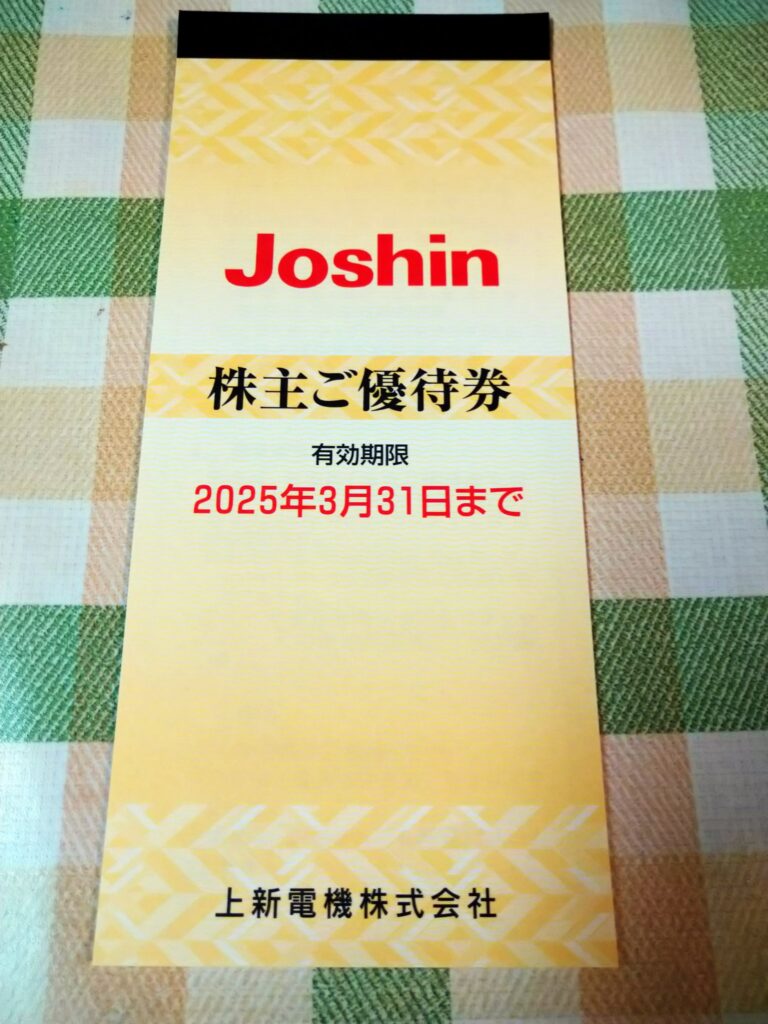 Joshin
株主ご優待券
有効期限
2025年3月31日まで
上新電機株式会社